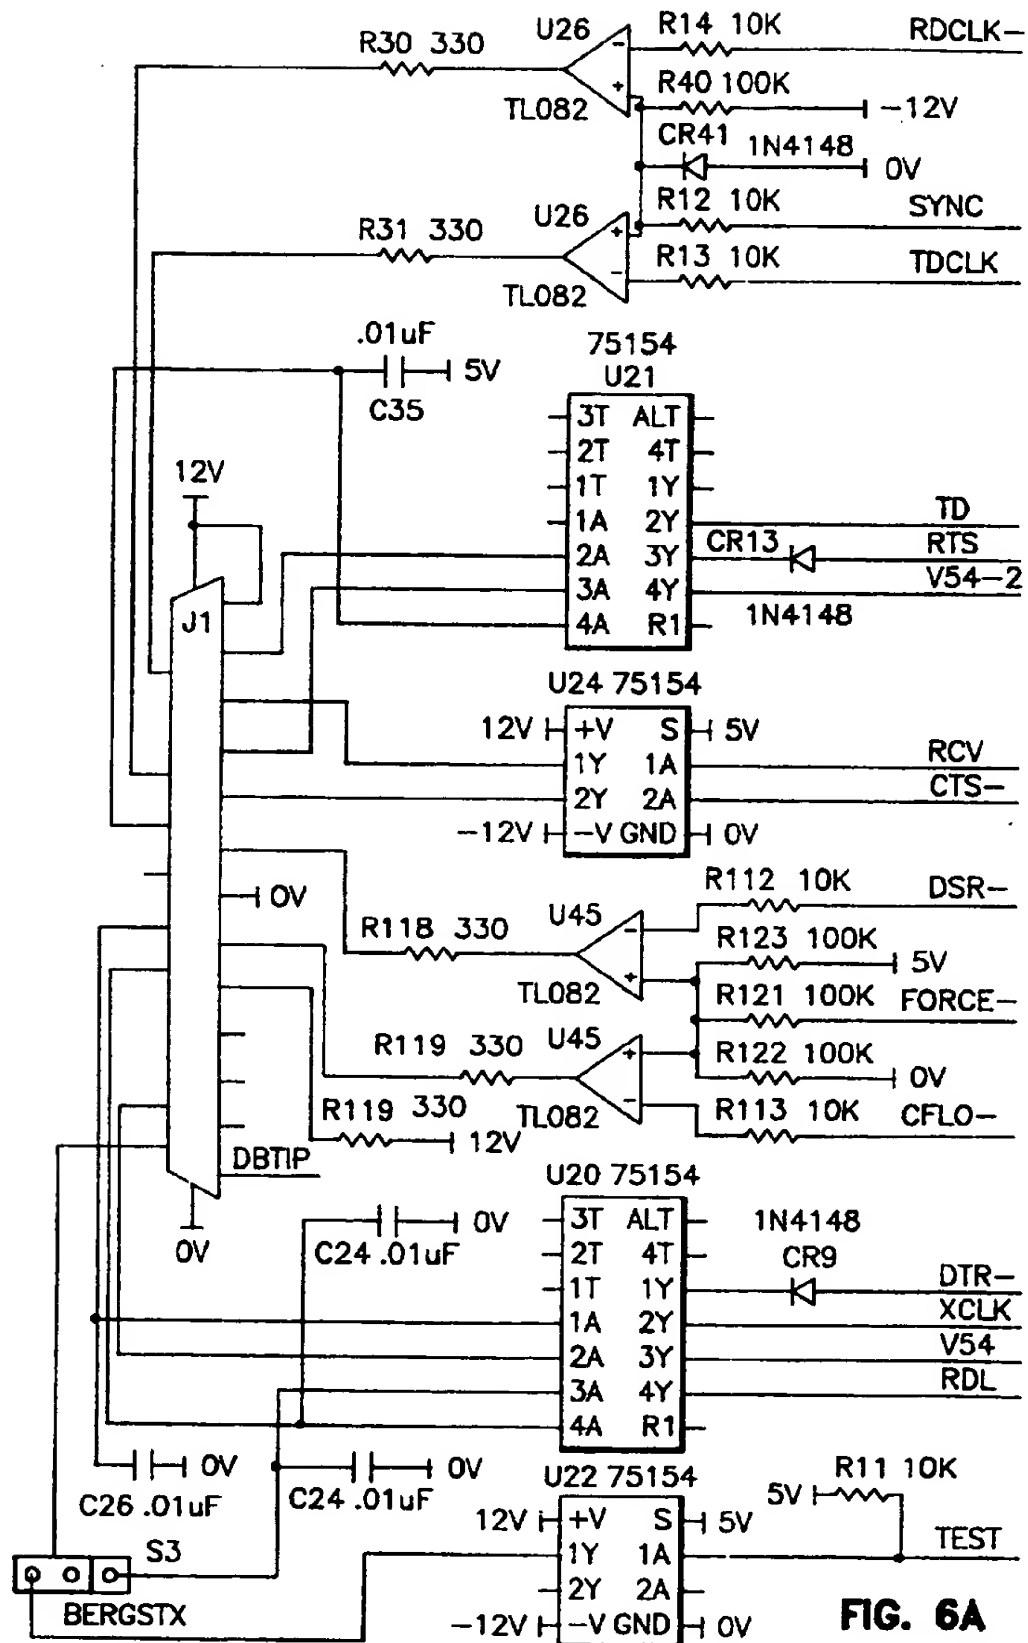 R30 330
U26
R14 10K
RDCLK-
TL082
R40 100K
-12V
CR41
1N4148
0V
R31 330
U26
R12 10K
SYNC
TL082
R13 10K
TDCLK
.01uF
5V
C35
75154
U21
3T ALT
2T 4T
1T 1Y
1A 2Y
TD
2A 3Y
CR13
RTS
3A 4Y
V54-2
1N4148
4A R1
12V
J1
U24 75154
12V
+V S
5V
1Y 1A
RCV
2Y 2A
CTS-
-12V
-V GND
0V
0V
R118 330
U45
R112 10K
DSR-
TL082
R123 100K
5V
R121 100K
FORCE-
R119 330
U45
R122 100K
0V
R119 330
12V
TL082
R113 10K
CFLO-
DBTIP
0V
U20 75154
C24 .01uF
0V
3T ALT
2T 4T
1T 1Y
1N4148
CR9
DTR-
1A 2Y
XCLK
2A 3Y
V54
3A 4Y
RDL
4A R1
C26 .01uF
0V
C24 .01uF
0V
U22 75154
R11 10K
5V
12V
+V S
5V
1Y 1A
TEST
2Y 2A
-12V
-V GND
0V
S3
BERGSTX
FIG. 6A